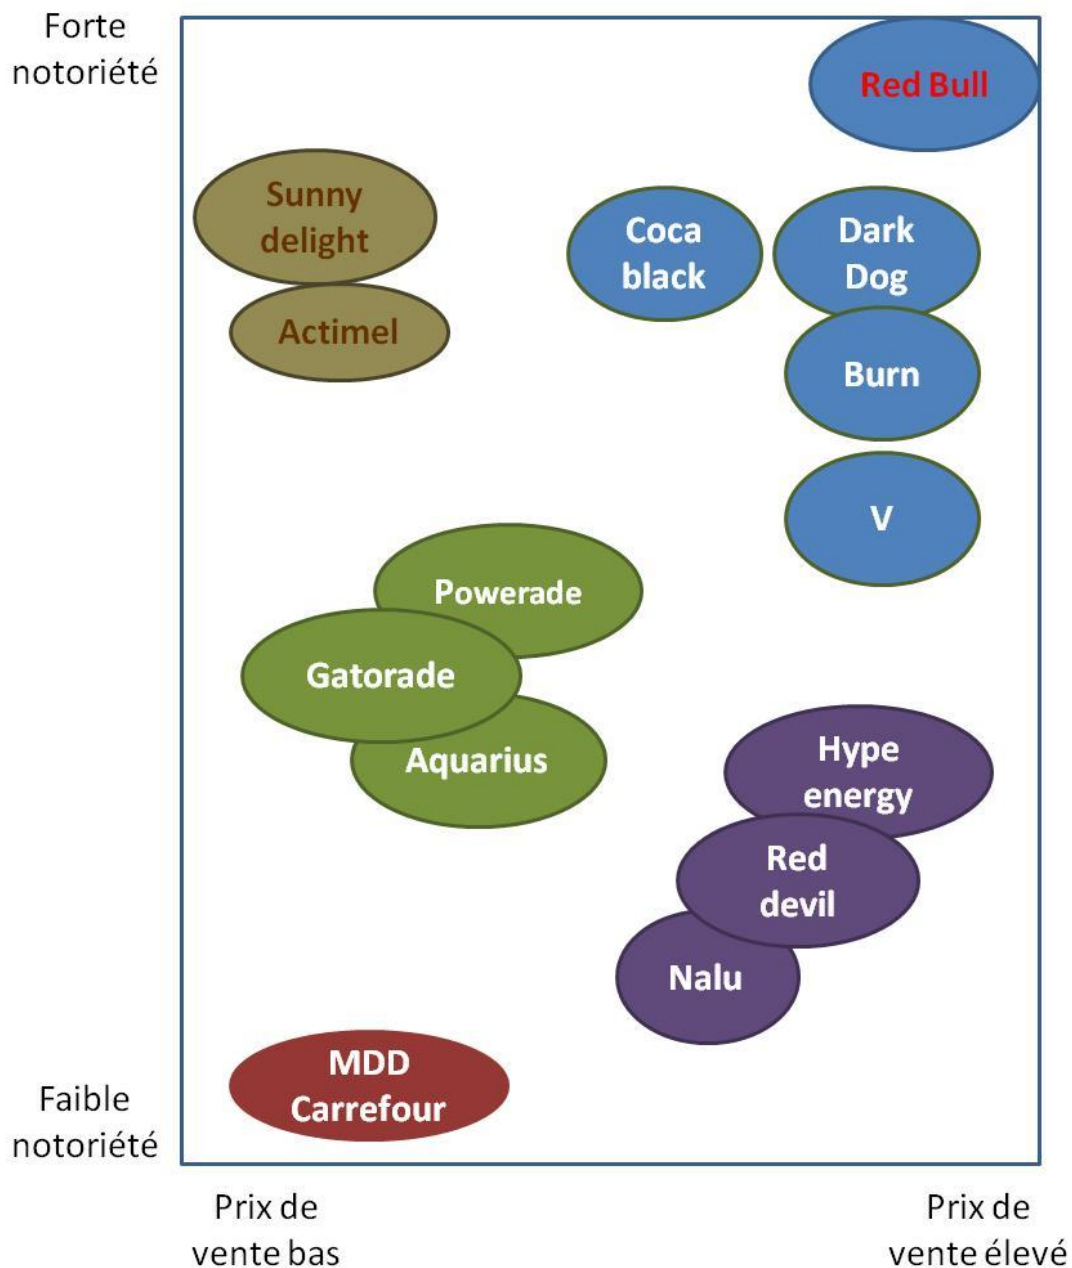 Forte
notoriété
Red Bull
Sunny
delight
Coca
black
Dark
Dog
Actimel
Burn
V
Powerade
Gatorade
Aquarius
Hype
energy
Red
devil
Nalu
MDD
Carrefour
Faible
notoriété
Prix de
vente bas
Prix de
vente élevé